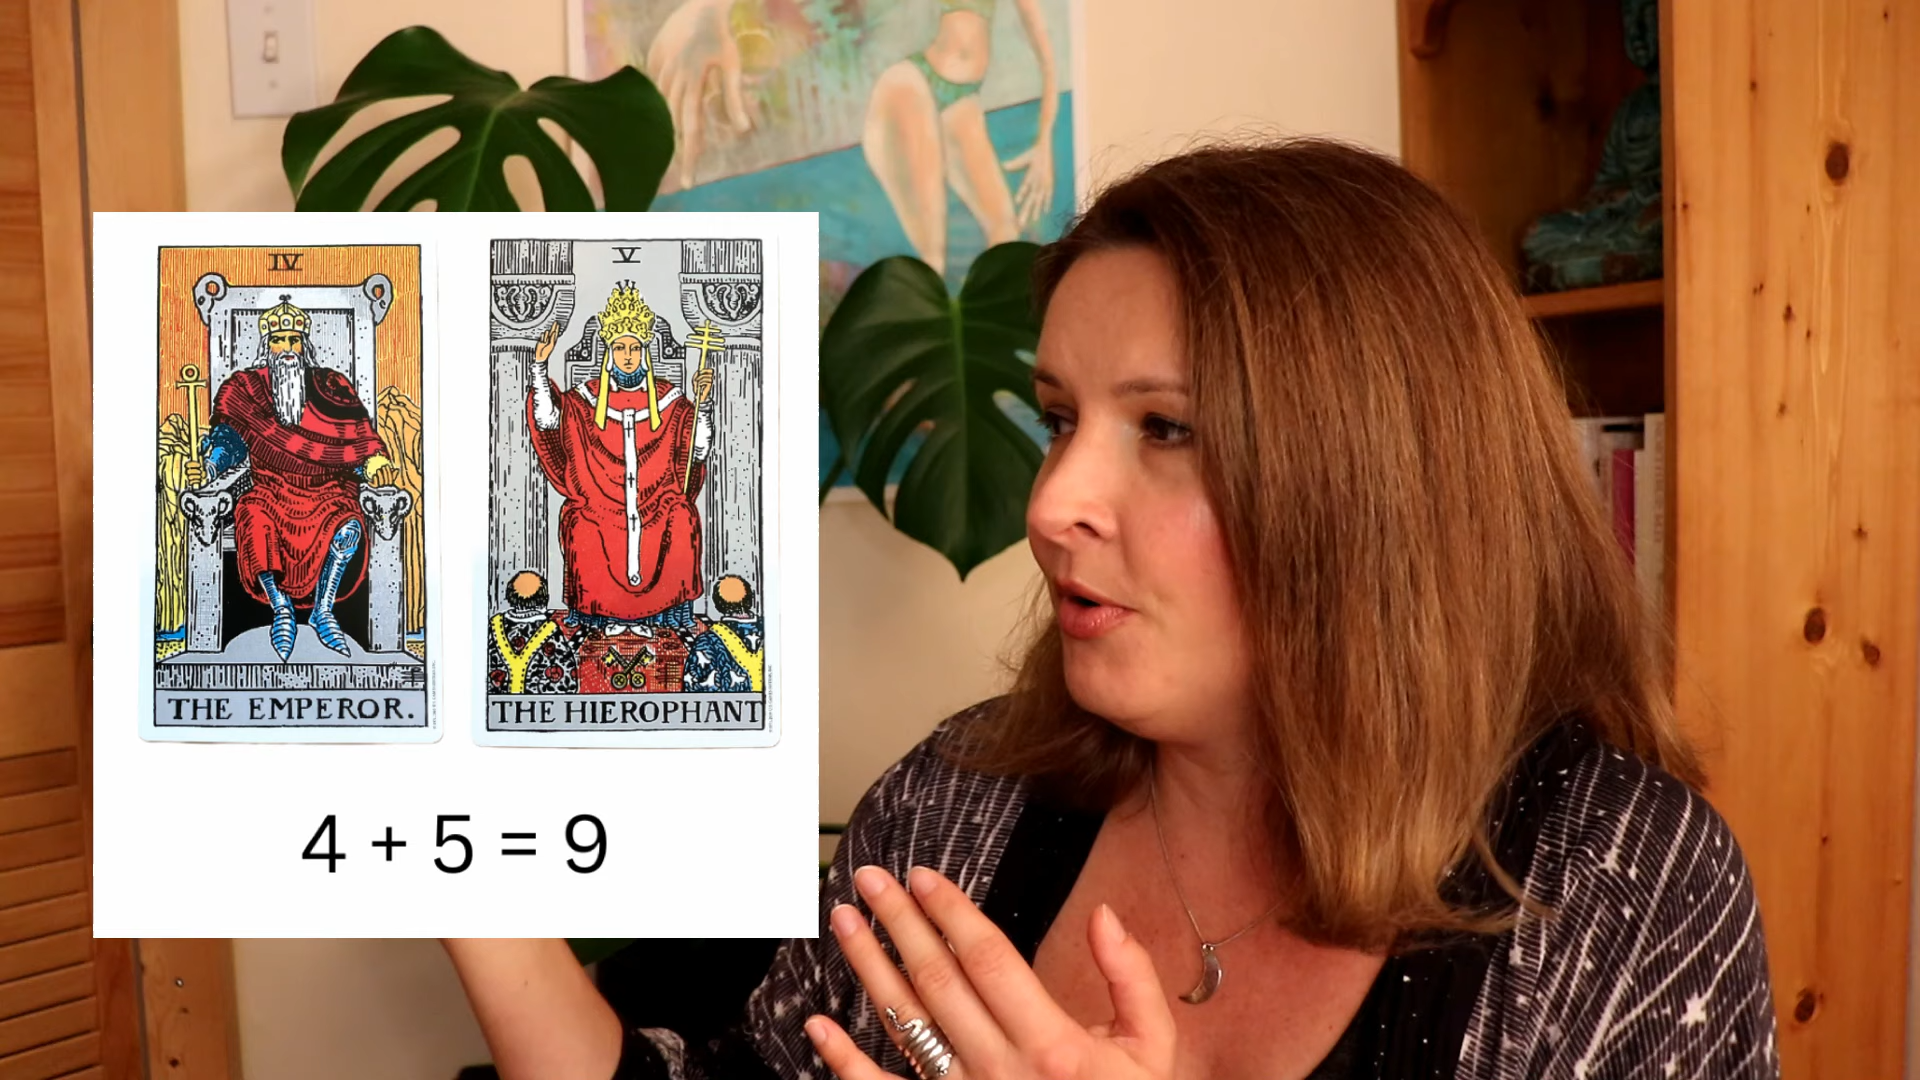 IV
V
THE EMPEROR.
THE HIEROPHANT
4 + 5 = 9